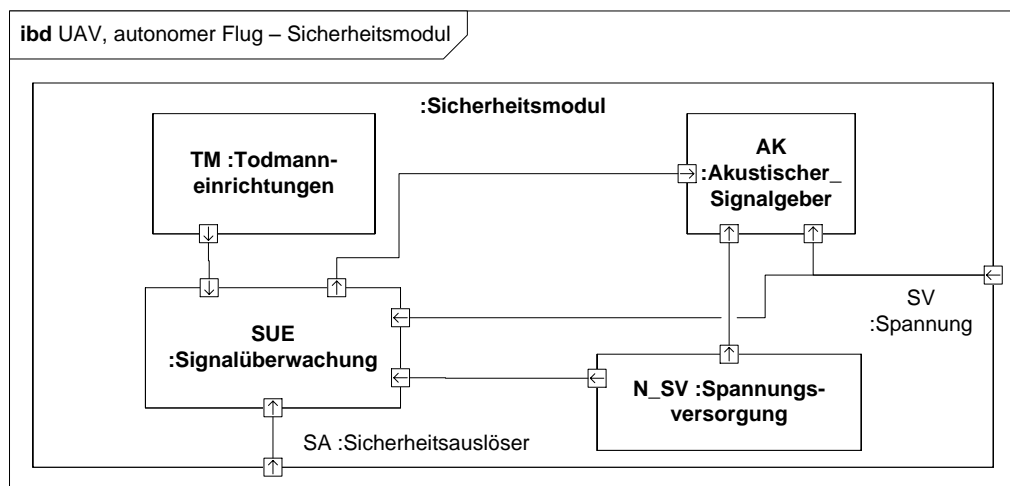 ibd UAV, autonomer Flug – Sicherheitsmodul
:Sicherheitsmodul
TM :Todmann-
einrichtungen
AK
:Akustischer_
Signalgeber
SV
:Spannung
SUE
:Signalüberwachung
N_SV :Spannungs-
versorgung
SA :Sicherheitsauslöser